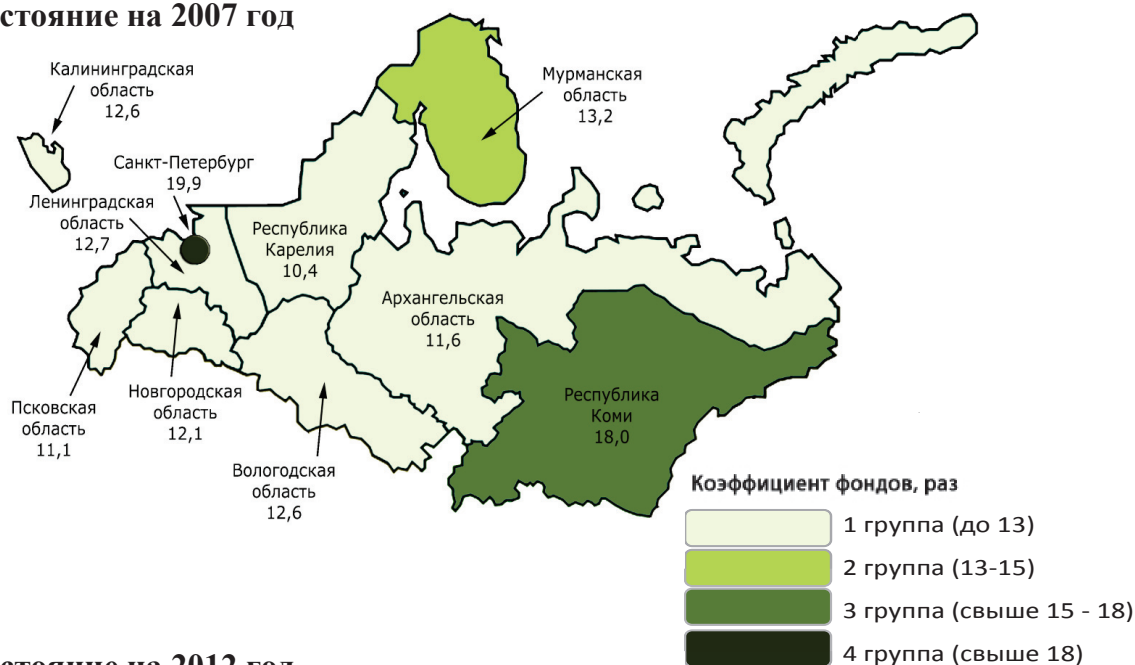 стояние на 2007 год
Калининградская
область
12,6
Мурманская
область
13,2
Санкт-Петербург
19,9
Ленинградская
область
12,7
Республика
Карелия
10,4
Архангельская
область
11,6
Республика
Коми
18,0
Псковская
область
11,1
Новгородская
область
12,1
Вологодская
область
12,6
Коэффициент фондов, раз
1 группа (до 13)
2 группа (13-15)
3 группа (свыше 15 - 18)
4 группа (свыше 18)
стояние на 2012 год